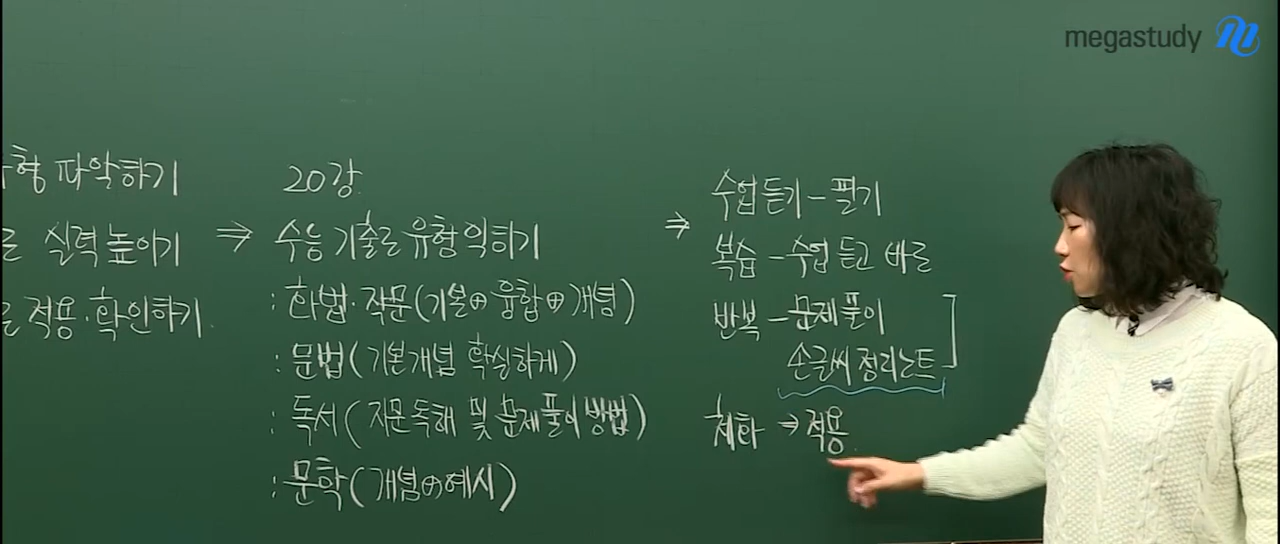 megastudy
형 파악하기
실력 높이기 ⇒
적용·확인하기
20강
수능 기출로 유형 익히기
: 화법·작문(기본⊕융합⊕개념)
: 문법(기본개념 확실하게)
: 독서(지문독해 및 문제풀이방법)
: 문학(개념⊕예시)
⇒ 수업 듣기 - 필기
복습 - 수업 듣고 바로
반복 - 문제풀이
손글씨 정리노트
체화 → 적용